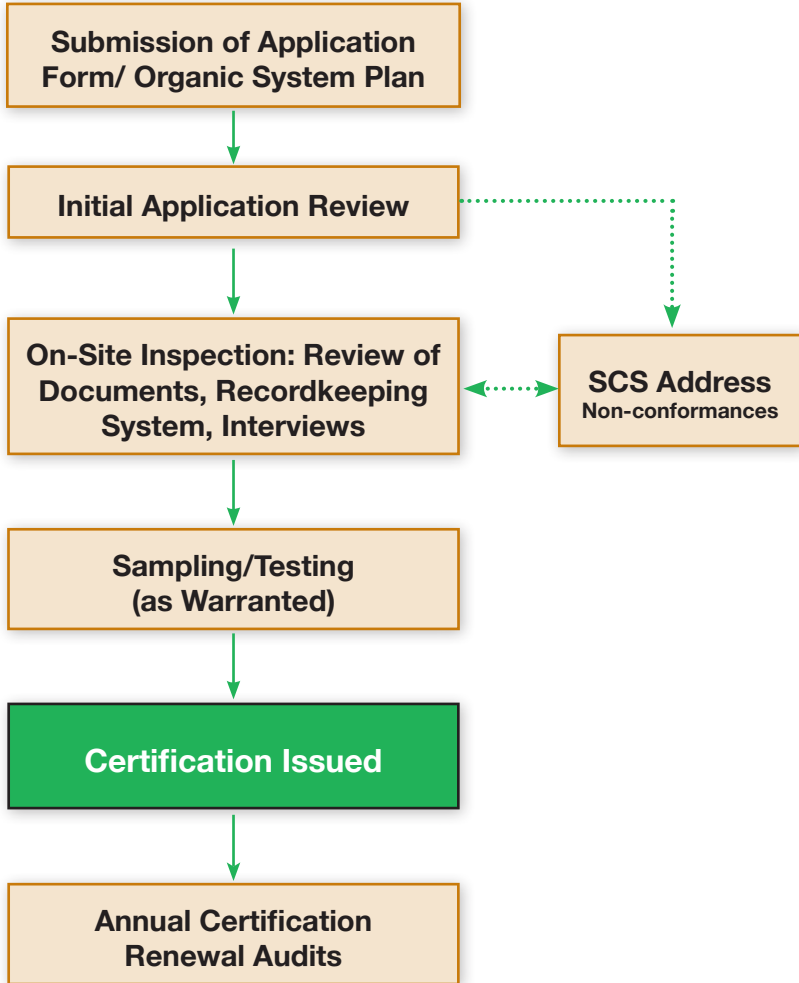 Submission of Application
Form/ Organic System Plan
Initial Application Review
On-Site Inspection: Review of
Documents, Recordkeeping
System, Interviews
SCS Address
Non-conformances
Sampling/Testing
(as Warranted)
Certification Issued
Annual Certification
Renewal Audits